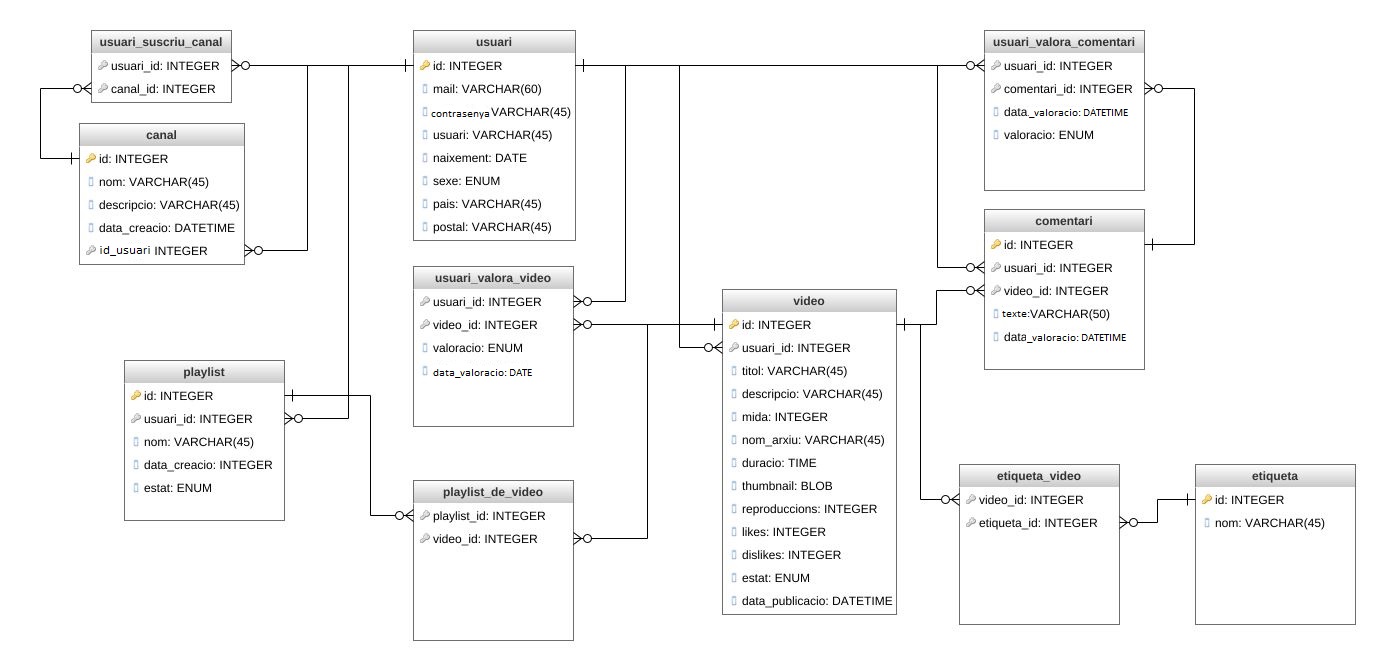 usuari_suscriu_canal
usuari_id: INTEGER
canal_id: INTEGER
canal
id: INTEGER
nom: VARCHAR(45)
descripcio: VARCHAR(45)
data_creacio: DATETIME
id_usuari INTEGER
playlist
id: INTEGER
usuari_id: INTEGER
nom: VARCHAR(45)
data_creacio: INTEGER
estat: ENUM
usuari
id: INTEGER
mail: VARCHAR(60)
contrasenya VARCHAR(45)
usuari: VARCHAR(45)
naixement: DATE
sexe: ENUM
pais: VARCHAR(45)
postal: VARCHAR(45)
usuari_valora_video
usuari_id: INTEGER
video_id: INTEGER
valoracio: ENUM
data_valoracio: DATE
playlist_de_video
playlist_id: INTEGER
video_id: INTEGER
video
id: INTEGER
usuari_id: INTEGER
titol: VARCHAR(45)
descripcio: VARCHAR(45)
mida: INTEGER
nom_arxiu: VARCHAR(45)
duracio: TIME
thumbnail: BLOB
reproduccions: INTEGER
likes: INTEGER
dislikes: INTEGER
estat: ENUM
data_publicacio: DATETIME
usuari_valora_comentari
usuari_id: INTEGER
comentari_id: INTEGER
data_valoracio: DATETIME
valoracio: ENUM
comentari
id: INTEGER
usuari_id: INTEGER
video_id: INTEGER
texte:VARCHAR(50)
data_valoracio: DATETIME
etiqueta_video
video_id: INTEGER
etiqueta_id: INTEGER
etiqueta
id: INTEGER
nom: VARCHAR(45)